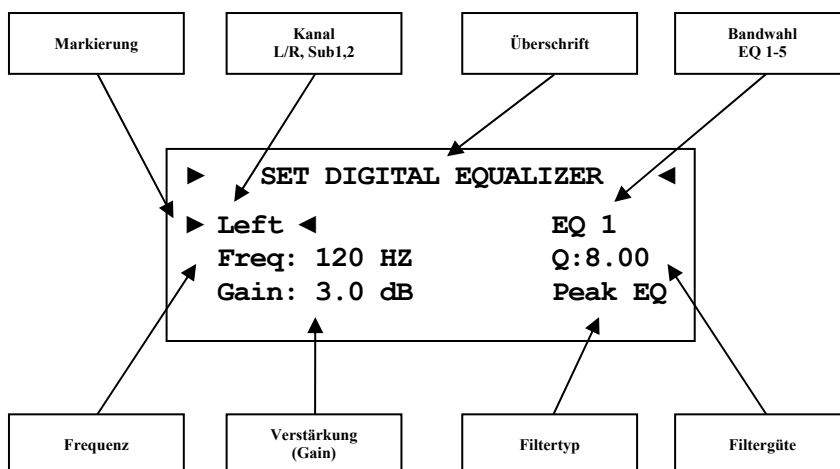 Markierung
Kanal
L/R, Sub1,2
Überschrift
Bandwahl
EQ 1-5
► SET DIGITAL EQUALIZER ◄
► Left ◄ EQ 1
Freq: 120 HZ Q:8.00
Gain: 3.0 dB Peak EQ
Frequenz
Verstärkung
(Gain)
Filtertyp
Filtergüte